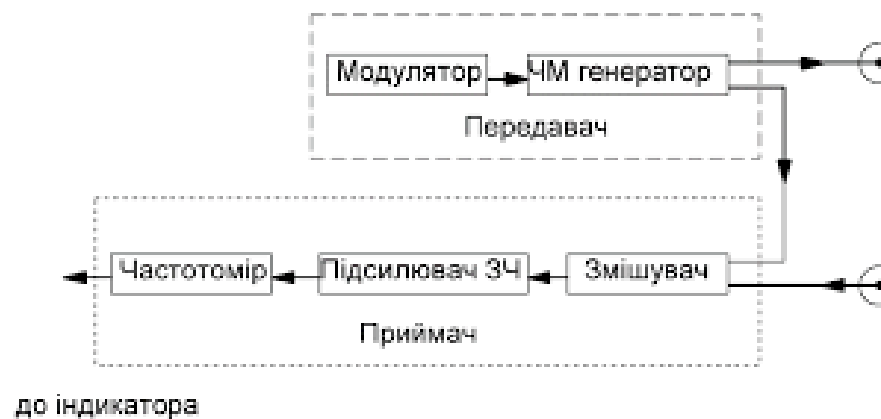 Модулятор
ЧМ генератор
Передавач
Частотомір
Підсилювач ЗЧ
Змішувач
Приймач
до індикатора